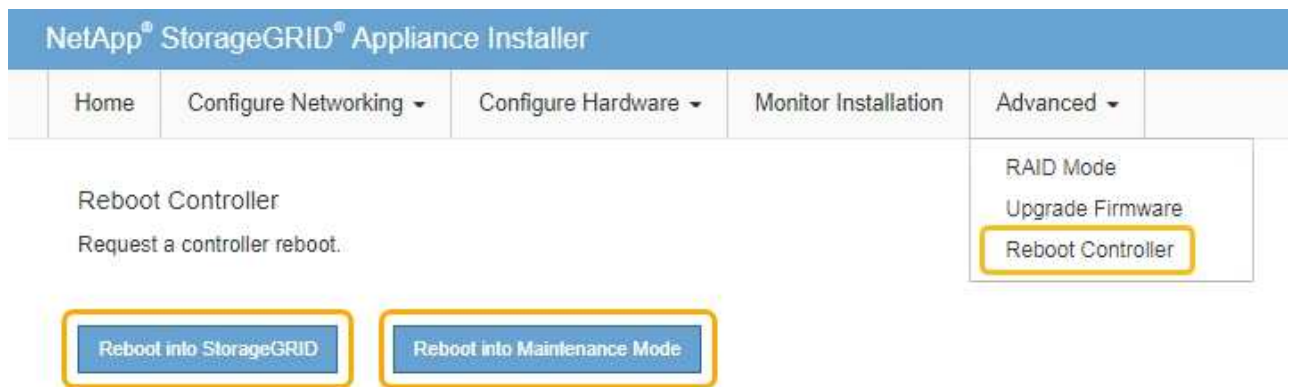 NetApp® StorageGRID® Appliance Installer
Home Configure Networking Configure Hardware Monitor Installation Advanced
RAID Mode
Upgrade Firmware
Reboot Controller
Reboot Controller
Request a controller reboot.
Reboot into StorageGRID Reboot into Maintenance Mode